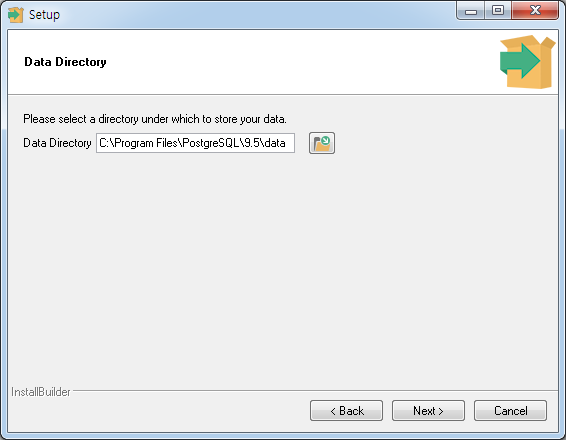 Setup
Data Directory
Please select a directory under which to store your data.
Data Directory C:\Program Files\PostgreSQL\9.5\data
InstallBuilder
< Back Next > Cancel